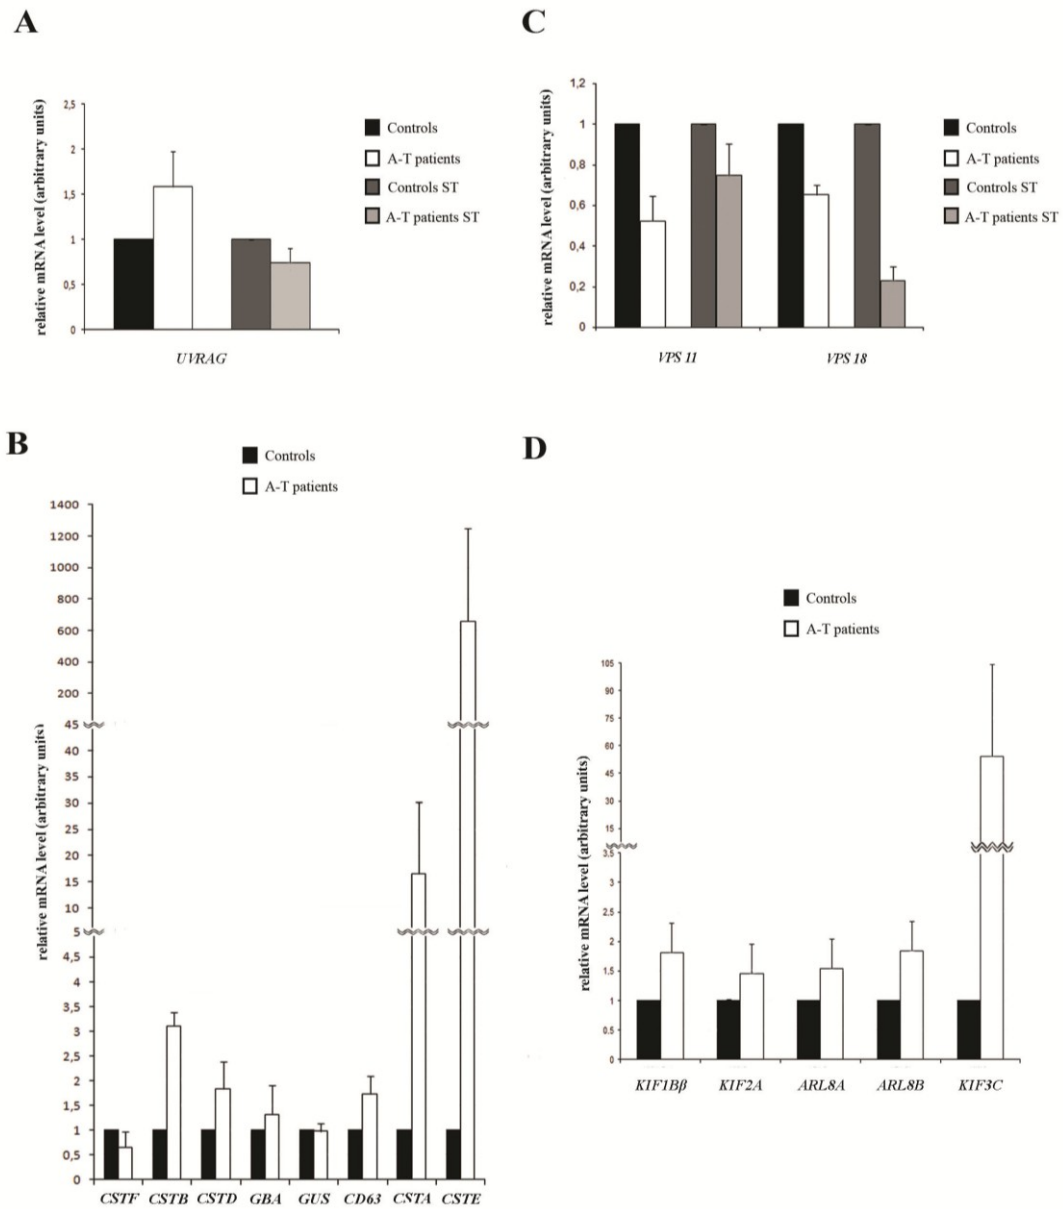 A
relative mRNA level (arbitrary units)
2,5
2
1,5
1
0,5
0
UVRAG
Controls
A-T patients
Controls ST
A-T patients ST
C
relative mRNA level (arbitrary units)
1,2
1
0,8
0,6
0,4
0,2
0
VPS 11
VPS 18
Controls
A-T patients
Controls ST
A-T patients ST
B
Controls
A-T patients
relative mRNA level (arbitrary units)
1400
1200
1000
800
600
400
200
45
40
35
30
25
20
15
10
5
4,5
4
3,5
3
2,5
2
1,5
1
0,5
0
CSTF
CSTB
CSTD
GBA
GUS
CD63
CSTA
CSTE
D
Controls
A-T patients
relative mRNA level (arbitrary units)
105
90
75
60
45
30
15
3.5
3
2.5
2
1.5
1
0.5
0
KIF1Bβ
KIF2A
ARL8A
ARL8B
KIF3C